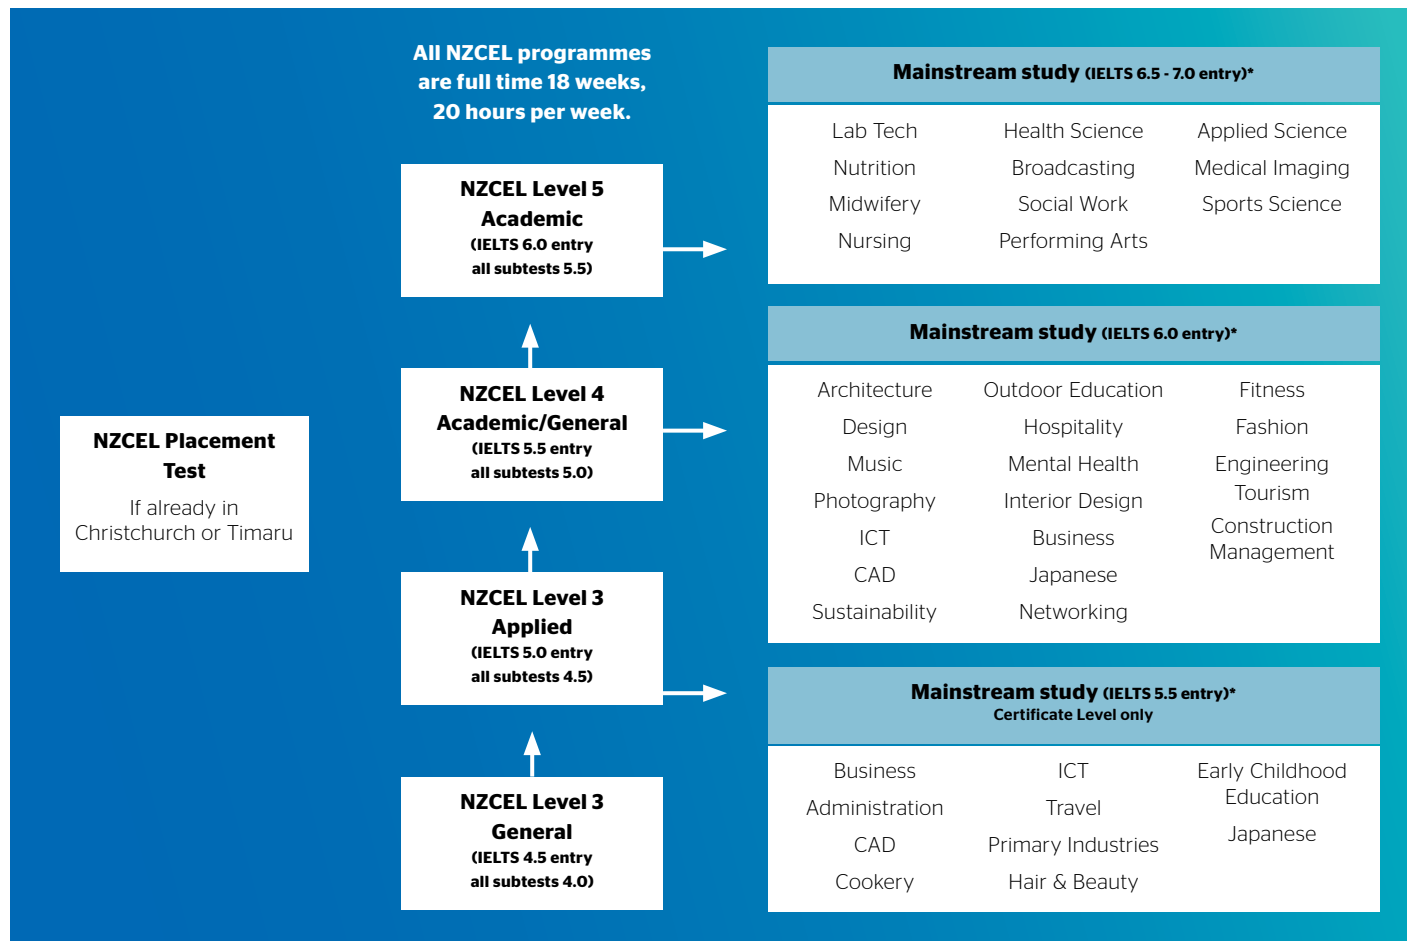 All NZCEL programmes
are full time 18 weeks,
20 hours per week.
NZCEL Placement
Test
If already in
Christchurch or Timaru
NZCEL Level 5
Academic
(IELTS 6.0 entry
all subtests 5.5)
NZCEL Level 4
Academic/General
(IELTS 5.5 entry
all subtests 5.0)
NZCEL Level 3
Applied
(IELTS 5.0 entry
all subtests 4.5)
NZCEL Level 3
General
(IELTS 4.5 entry
all subtests 4.0)
Mainstream study (IELTS 6.5 - 7.0 entry)*
Lab Tech
Nutrition
Midwifery
Nursing
Health Science
Broadcasting
Social Work
Performing Arts
Applied Science
Medical Imaging
Sports Science
Mainstream study (IELTS 6.0 entry)*
Architecture
Design
Music
Photography
ICT
CAD
Sustainability
Outdoor Education
Hospitality
Mental Health
Interior Design
Business
Japanese
Networking
Fitness
Fashion
Engineering
Tourism
Construction
Management
Mainstream study (IELTS 5.5 entry)*
Certificate Level only
Business
Administration
CAD
Cookery
ICT
Travel
Primary Industries
Hair & Beauty
Early Childhood
Education
Japanese